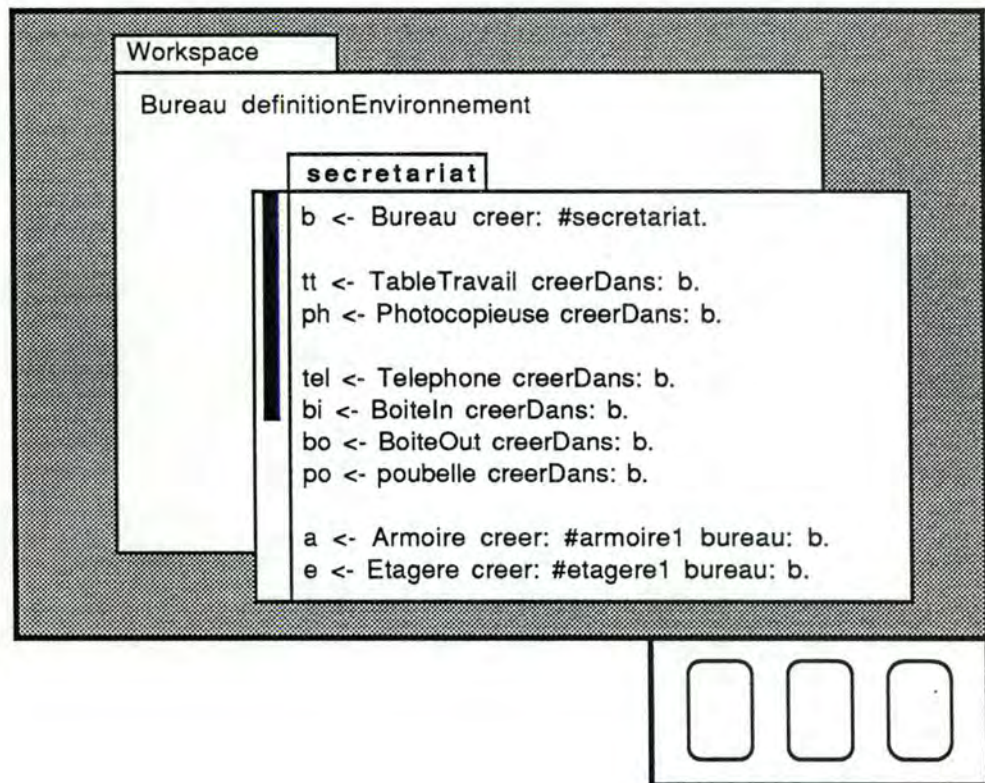 Workspace
Bureau definitionEnvironnement
secretariat
b <- Bureau creer: #secretariat.
tt <- TableTravail creerDans: b.
ph <- Photocopieuse creerDans: b.
tel <- Telephone creerDans: b.
bi <- BoiteIn creerDans: b.
bo <- BoiteOut creerDans: b.
po <- poubelle creerDans: b.
a <- Armoire creer: #armoire1 bureau: b.
e <- Etagere creer: #etagere1 bureau: b.